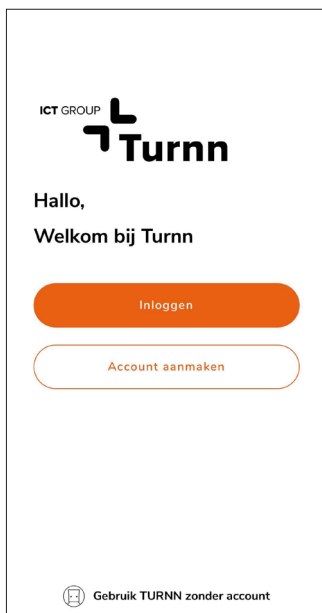 ICT GROUP
Turnn
Hallo,
Welkom bij Turnn
Inloggen
Account aanmaken
Gebruik TURNN zonder account